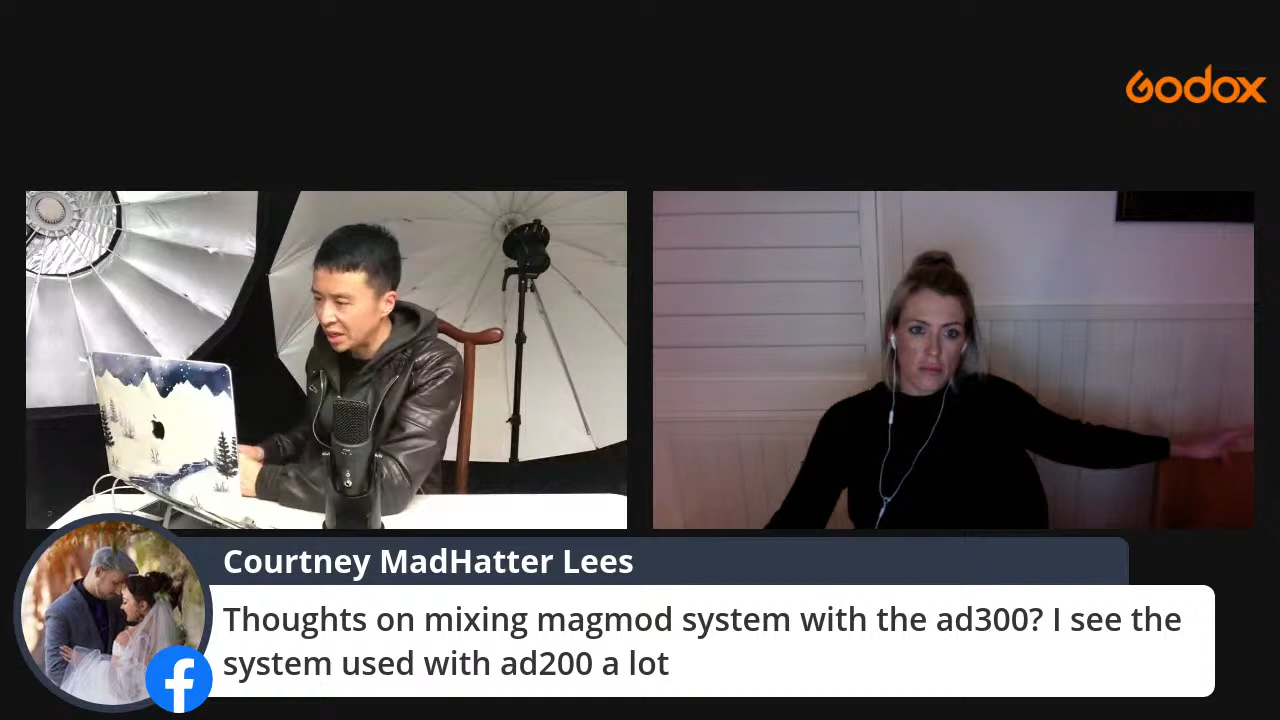 Godox
Courtney MadHatter Lees
Thoughts on mixing magmod system with the ad300? I see the
system used with ad200 a lot